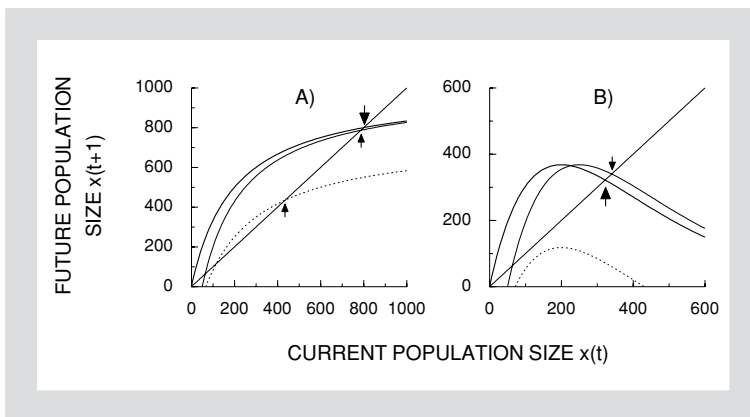 FUTURE POPULATION
SIZE x(t+1)
A)
1000
800
600
400
200
0
0 200 400 600 800 1000
B)
600
400
200
0
0 200 400 600
CURRENT POPULATION SIZE x(t)